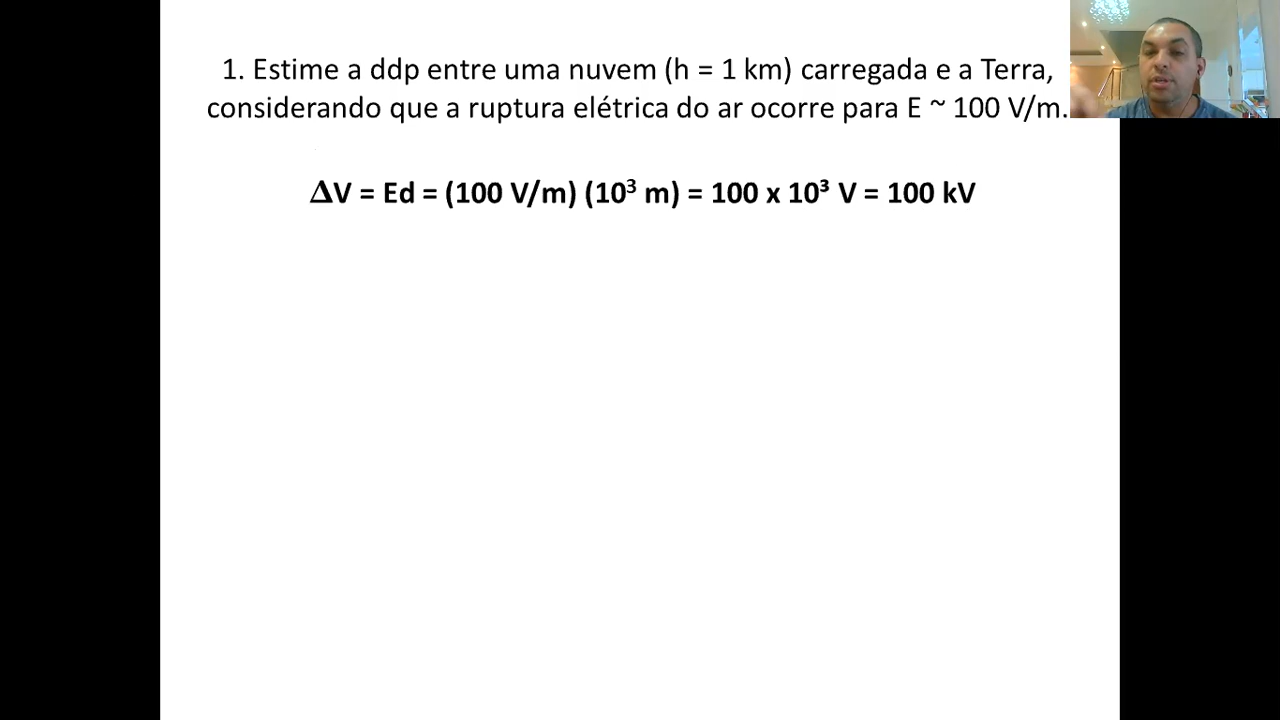 1. Estime a ddp entre uma nuvem (h = 1 km) carregada e a Terra,
considerando que a ruptura elétrica do ar ocorre para E ~ 100 V/m.
ΔV = Ed = (100 V/m) (10³ m) = 100 x 10³ V = 100 kV